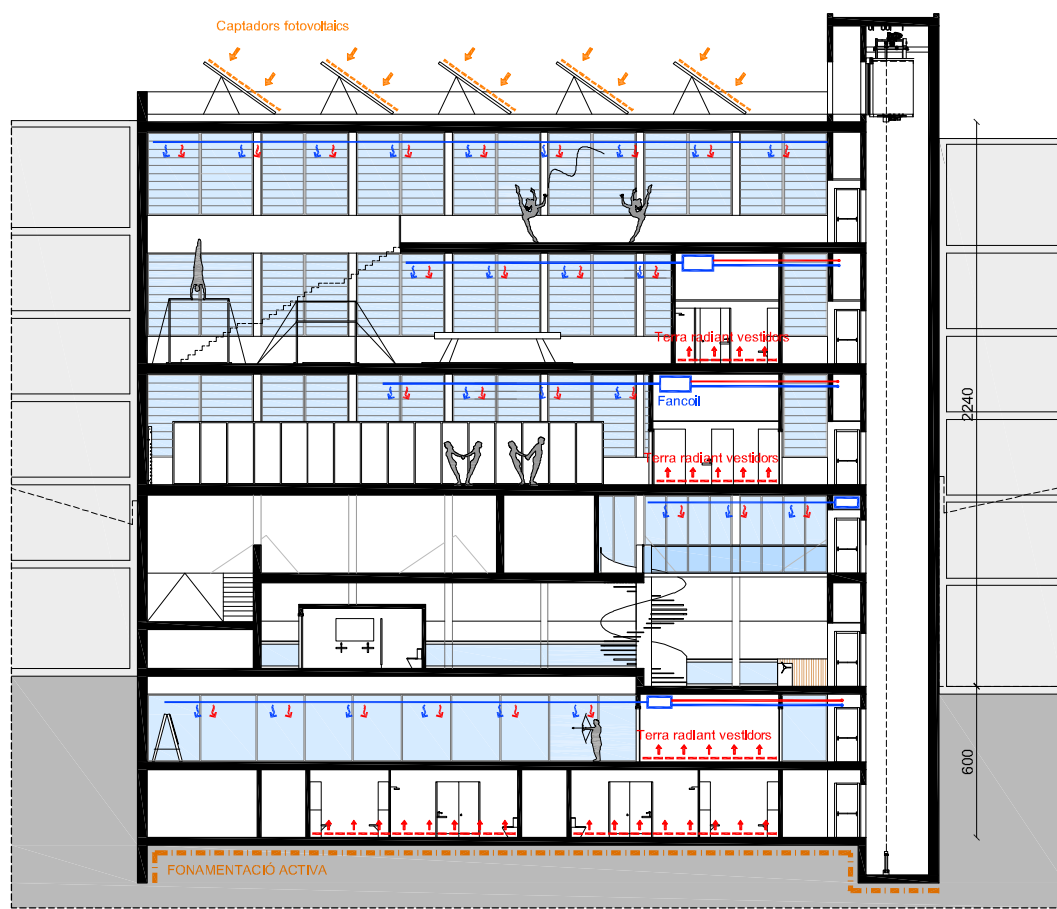 Captadors fotovoltaics
Terra radiant vestidors
Fancoil
Terra radiant vestidors
2240
Terra radiant vestidors
600
FONAMENTACIÓ ACTIVA